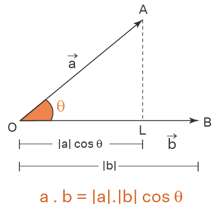 A
a
θ
O
L
B
b
|a| cos θ
|b|
a . b = |a|.|b| cos θ